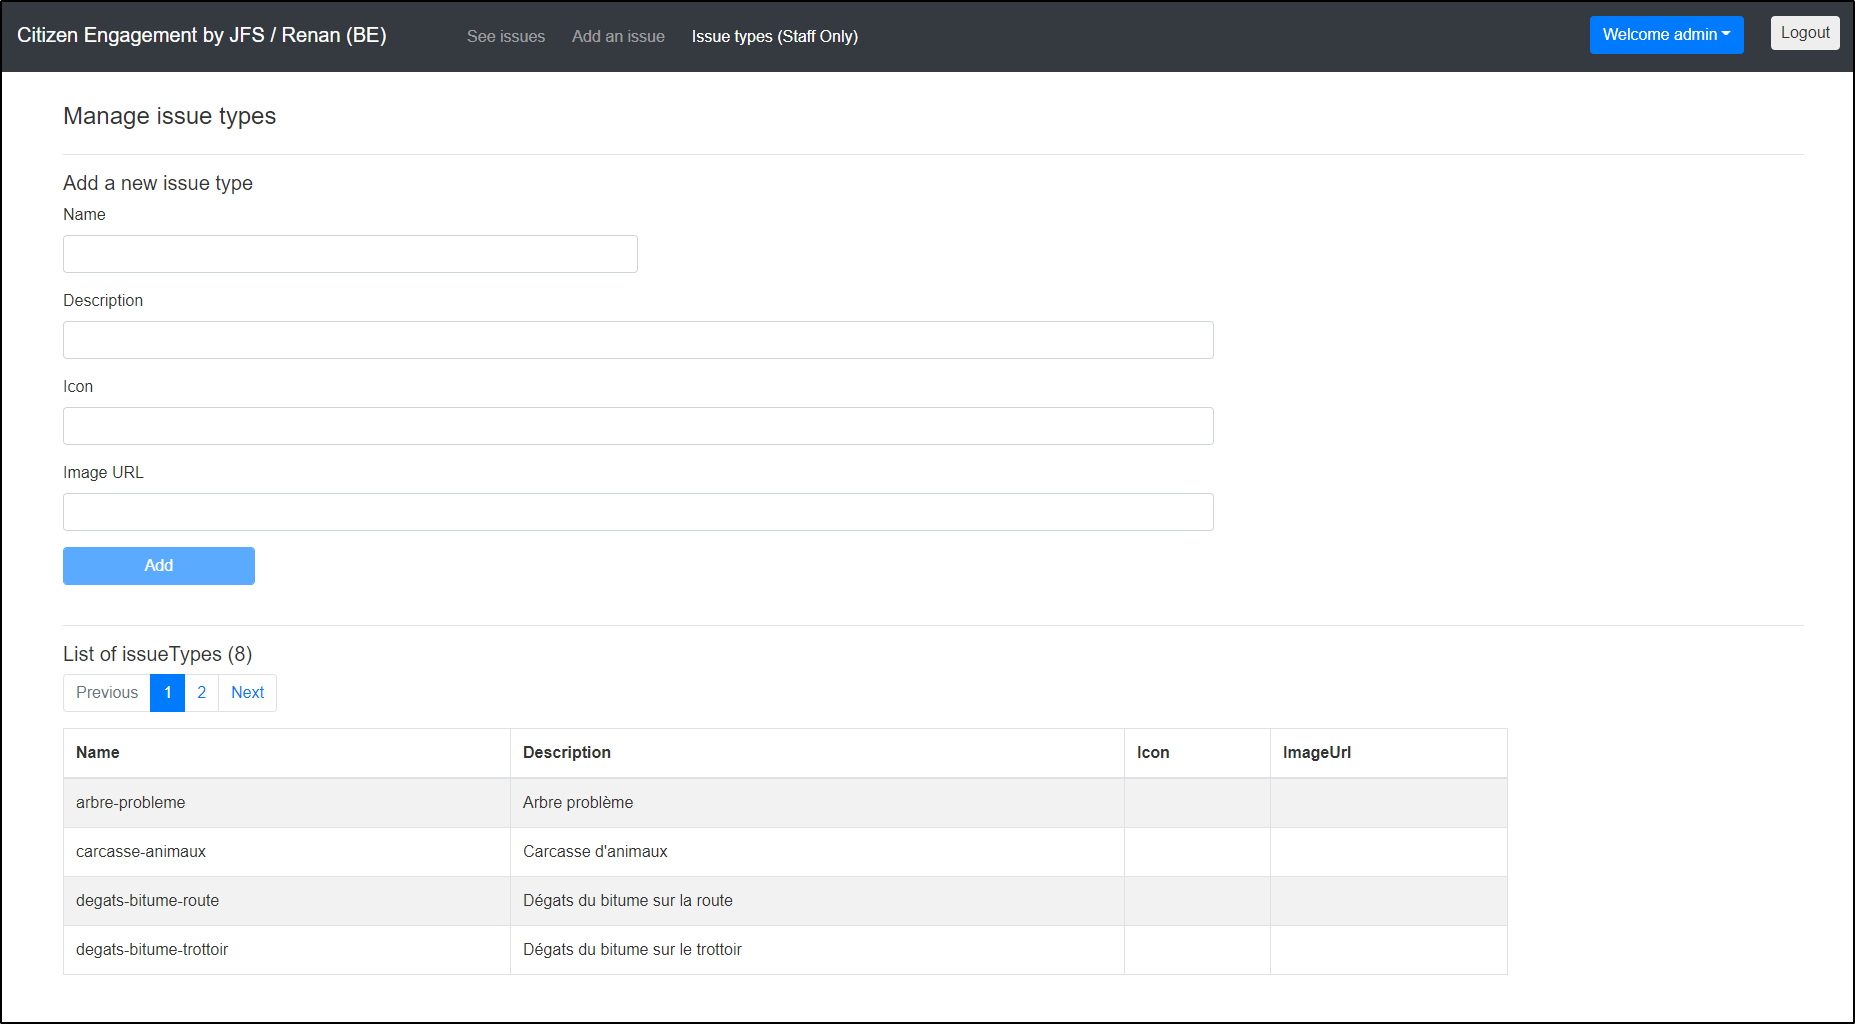 Citizen Engagement by JFS / Renan (BE) See issues Add an issue Issue types (Staff Only) Welcome admin Logout
Manage issue types
Add a new issue type
Name
Description
Icon
Image URL
Add
List of issueTypes (8)
Previous 1 2 Next
Name Description Icon ImageUrl
arbre-probleme Arbre problème
carcasse-animaux Carcasse d'animaux
degats-bitume-route Dégats du bitume sur la route
degats-bitume-trottoir Dégats du bitume sur le trottoir